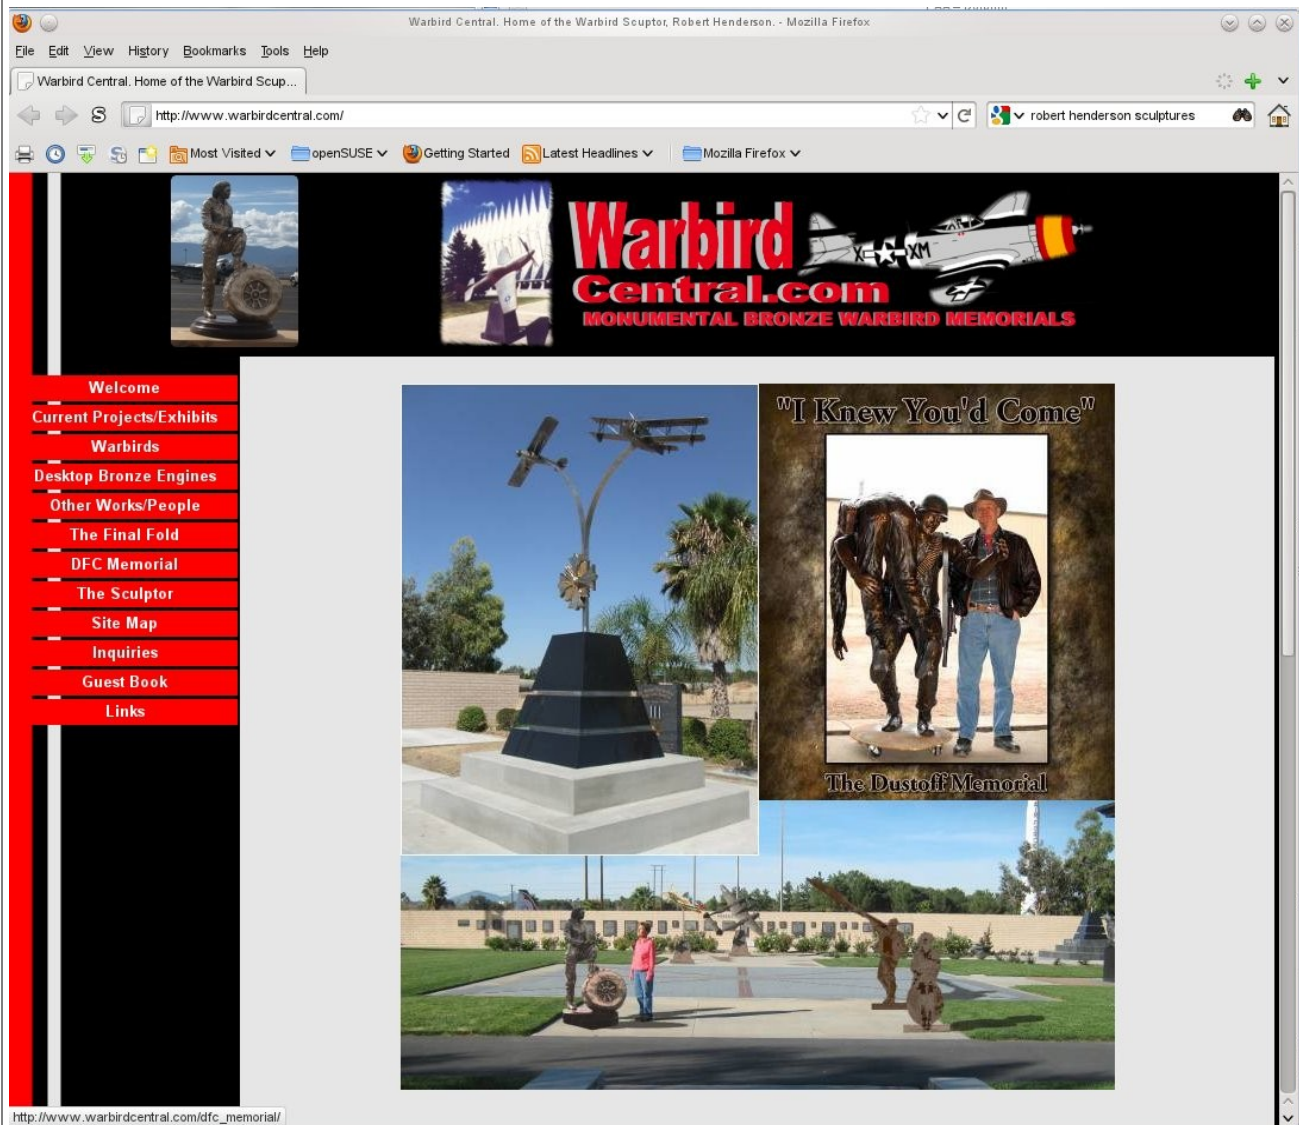 Warbird Central. Home of the Warbird Scuptor, Robert Henderson. - Mozilla Firefox
File Edit View History Bookmarks Tools Help
Warbird Central. Home of the Warbird Scup...
S http://www.warbirdcentral.com/ robert henderson sculptures
Most Visited openSUSE Getting Started Latest Headlines Mozilla Firefox
Warbird
X XM
Central.com
MONUMENTAL BRONZE WARBIRD MEMORIALS
Welcome
Current Projects/Exhibits
Warbirds
Desktop Bronze Engines
Other Works/People
The Final Fold
DFC Memorial
The Sculptor
Site Map
Inquiries
Guest Book
Links
"I Knew You'd Come"
The Dustoff Memorial
http://www.warbirdcentral.com/dfc_memorial/